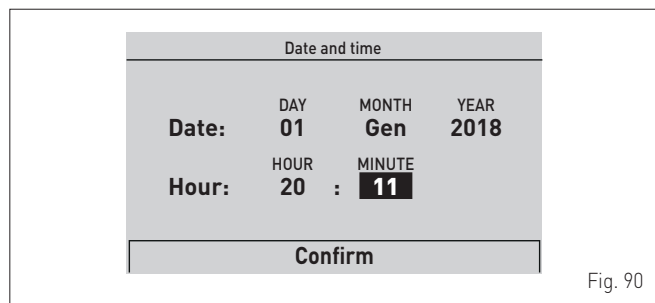 Date and time
DAY MONTH YEAR
Date: 01 Gen 2018
HOUR MINUTE
Hour: 20 : 11
Confirm
Fig. 90